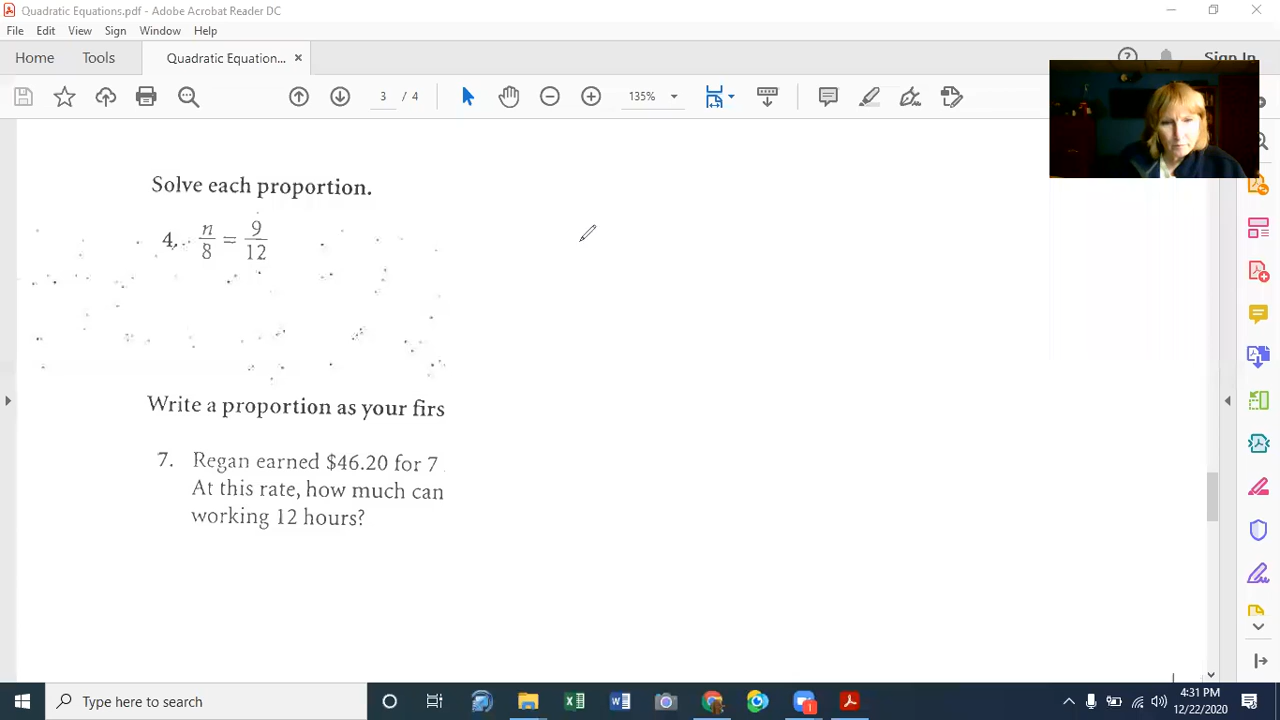 Quadratic Equations.pdf - Adobe Acrobat Reader DC
File Edit View Sign Window Help
Home Tools Quadratic Equation... × Sign In
3 / 4 135%
Solve each proportion.
4. n/8 = 9/12
Write a proportion as your firs
7. Regan earned $46.20 for 7
At this rate, how much can
working 12 hours?
Type here to search
4:31 PM
12/22/2020